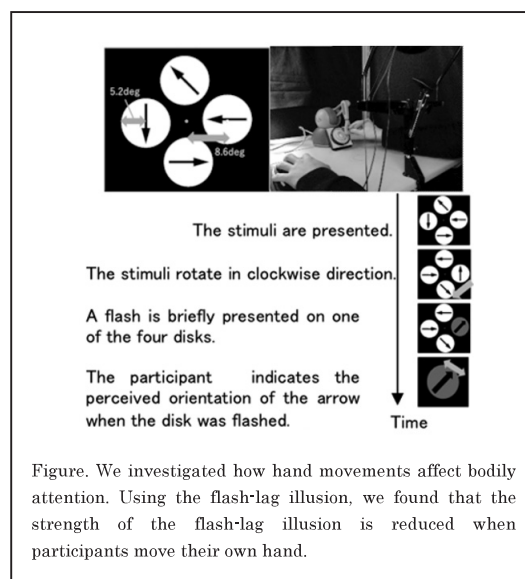 5.2deg
8.6deg
The stimuli are presented.
The stimuli rotate in clockwise direction.
A flash is briefly presented on one
of the four disks.
The participant indicates the
perceived orientation of the arrow
when the disk was flashed.
Time
Figure. We investigated how hand movements affect bodily
attention. Using the flash-lag illusion, we found that the
strength of the flash-lag illusion is reduced when
participants move their own hand.